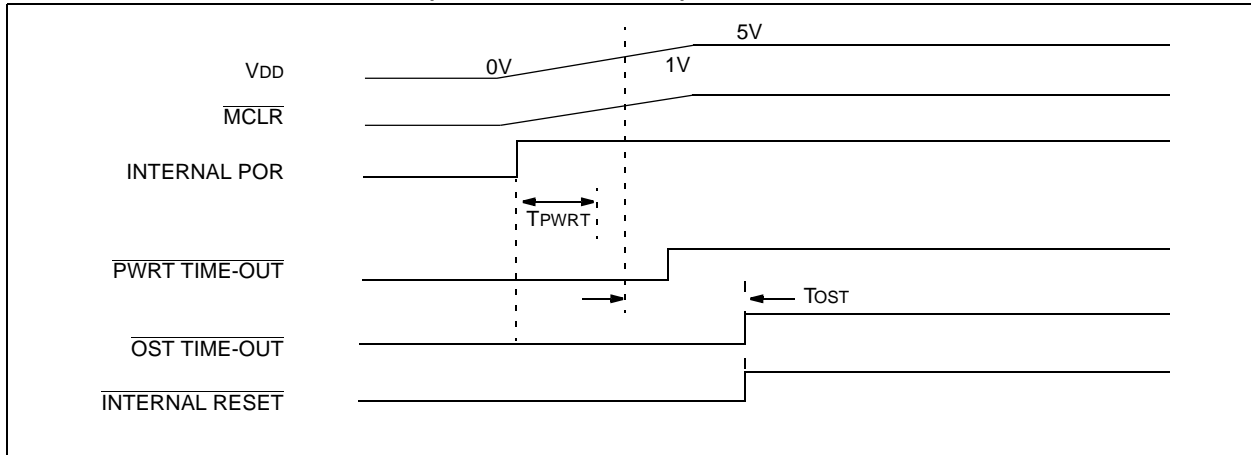 5V
VDD
0V
1V
MCLR
INTERNAL POR
TPWRT
PWRT TIME-OUT
TOST
OST TIME-OUT
INTERNAL RESET